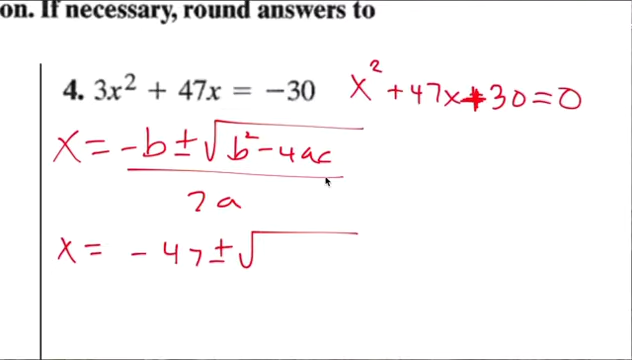 on. If necessary, round answers to
4. 3x² + 47x = −30
x² + 47x + 30 = 0
x = -b ± √b² - 4ac
2a
x = - 47 ± √